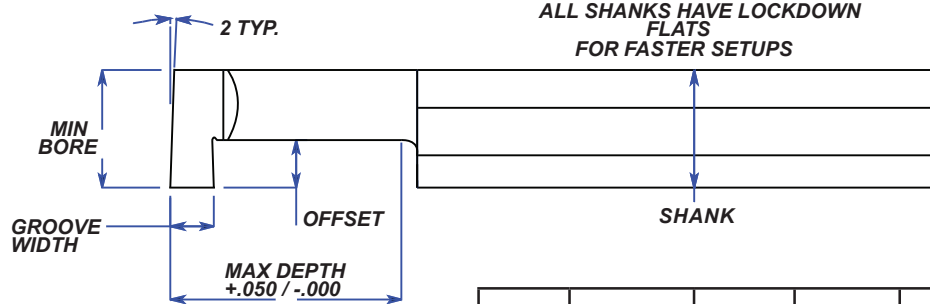 2 TYP.
ALL SHANKS HAVE LOCKDOWN
FLATS
FOR FASTER SETUPS
MIN
BORE
GROOVE
WIDTH
OFFSET
SHANK
MAX DEPTH
+.050 / -.000